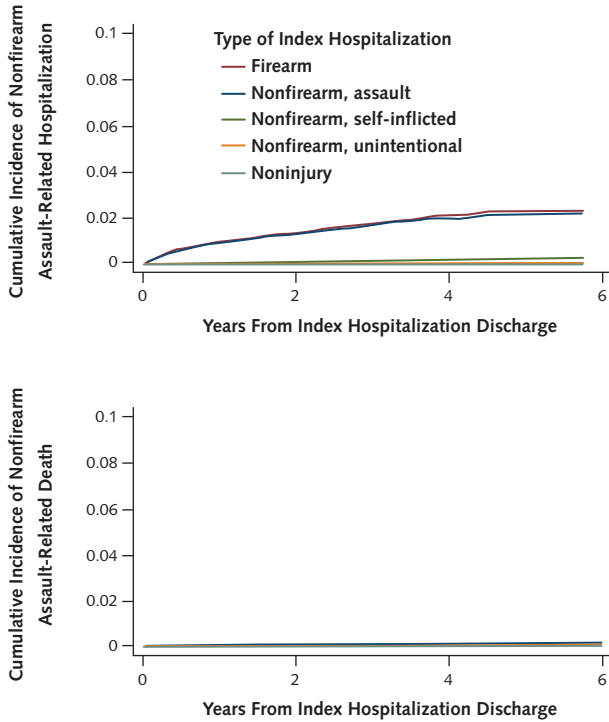 Cumulative Incidence of Nonfirearm
Assault-Related Hospitalization
0.1
0.08
0.06
0.04
0.02
0
Type of Index Hospitalization
Firearm
Nonfirearm, assault
Nonfirearm, self-inflicted
Nonfirearm, unintentional
Noninjury
0 2 4 6
Years From Index Hospitalization Discharge
Cumulative Incidence of Nonfirearm
Assault-Related Death
0.1
0.08
0.06
0.04
0.02
0
0 2 4 6
Years From Index Hospitalization Discharge